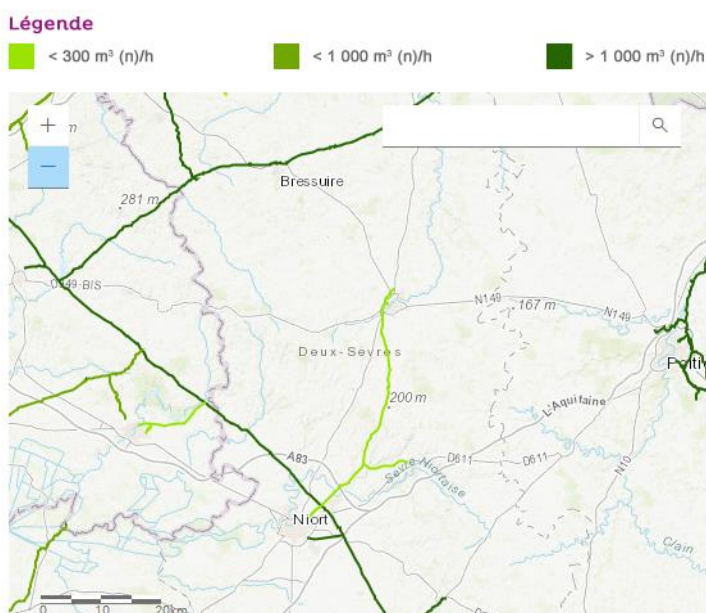 Légende
< 300 m³ (n)/h < 1 000 m³ (n)/h > 1 000 m³ (n)/h
+
−
Bressuire
281 m
BIS
N149 167 m N149
Deux-Sèvres
200 m
L'Aquitaine
A83 D611 D611
Sèvre Niortaise
N10
Niort
Clain
0 10 20km